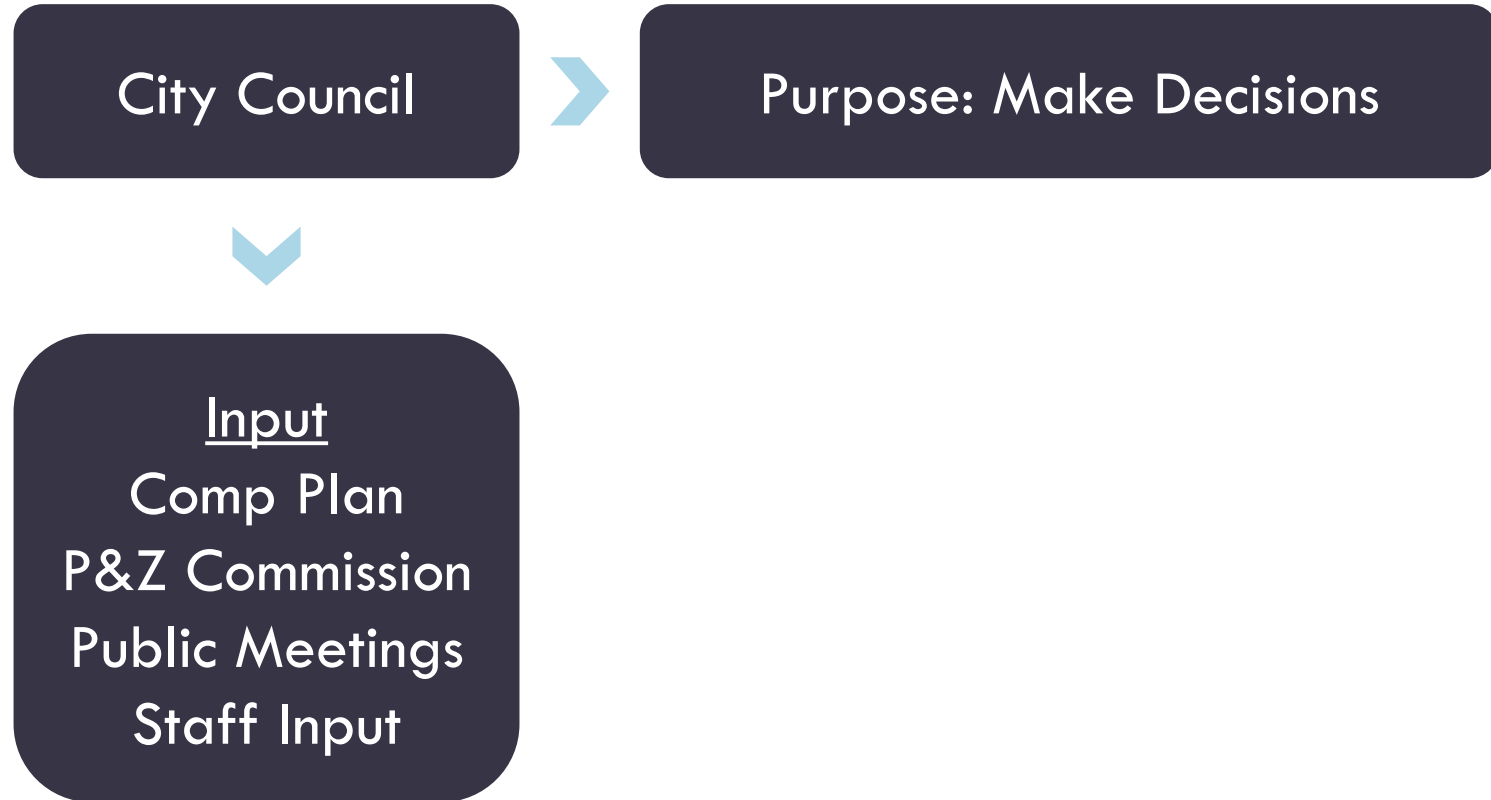 City Council
Purpose: Make Decisions
Input
Comp Plan
P&Z Commission
Public Meetings
Staff Input